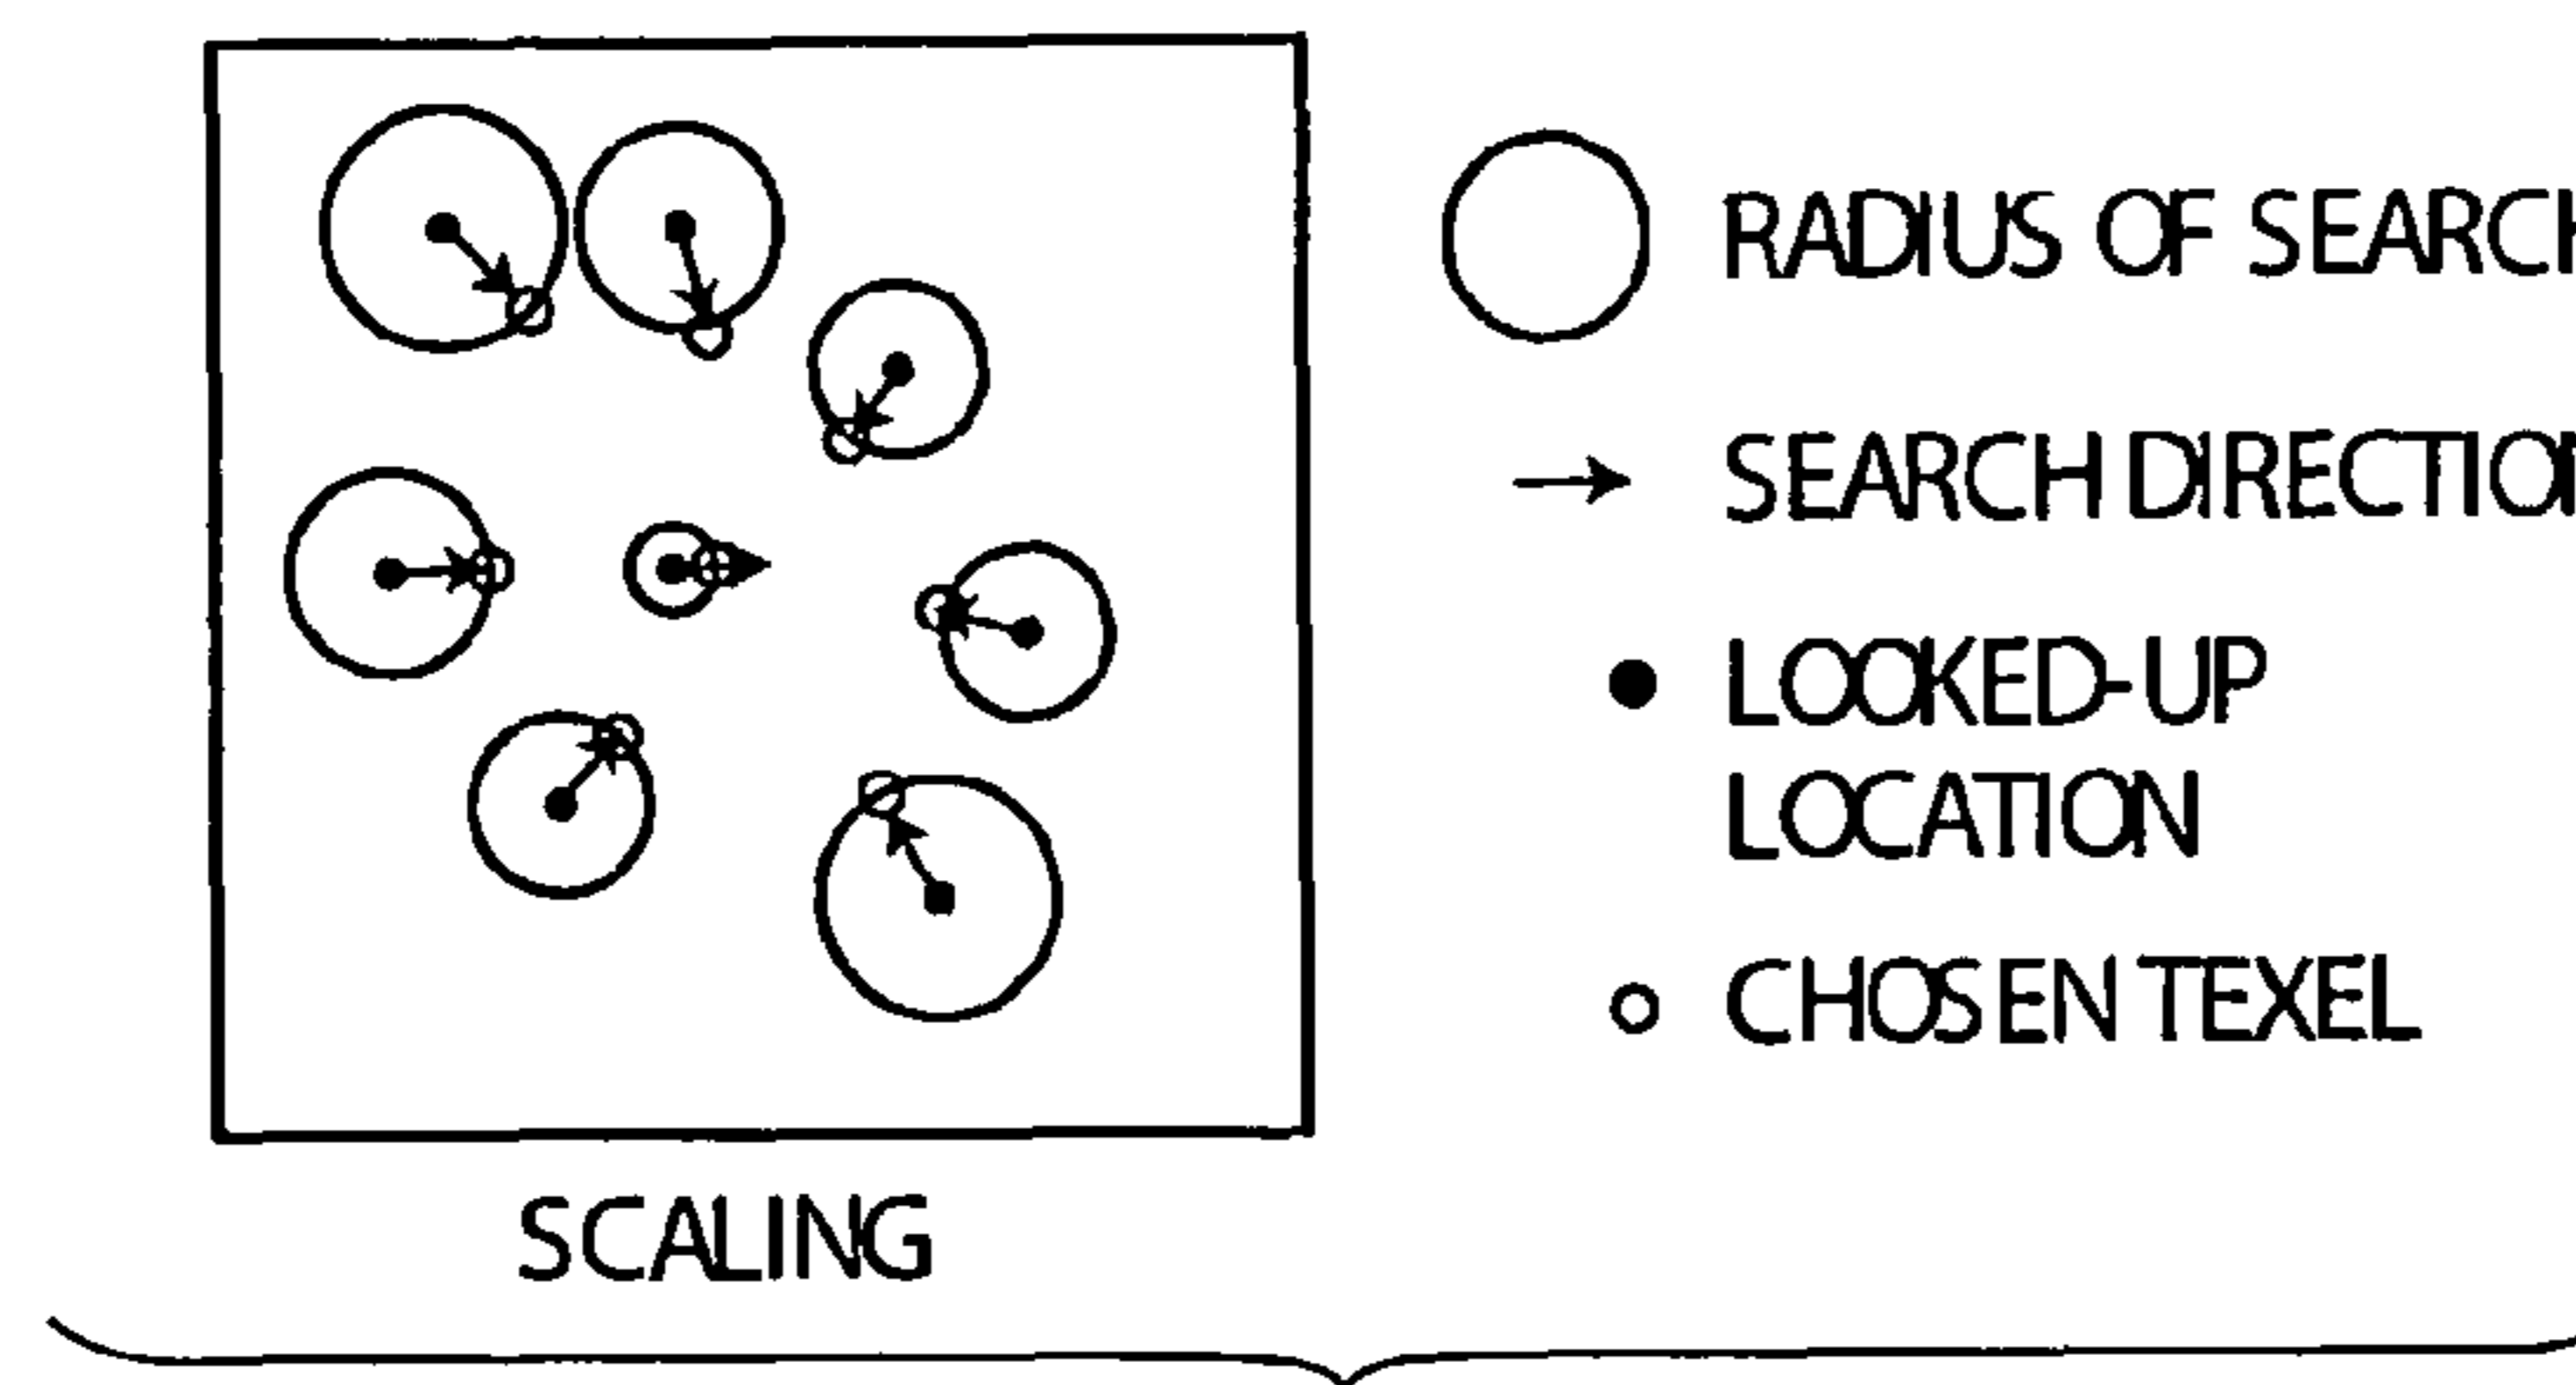 RADIUS OF SEARCH
SEARCH DIRECTION
LOOKED-UP
LOCATION
CHOSEN TEXEL
SCALING